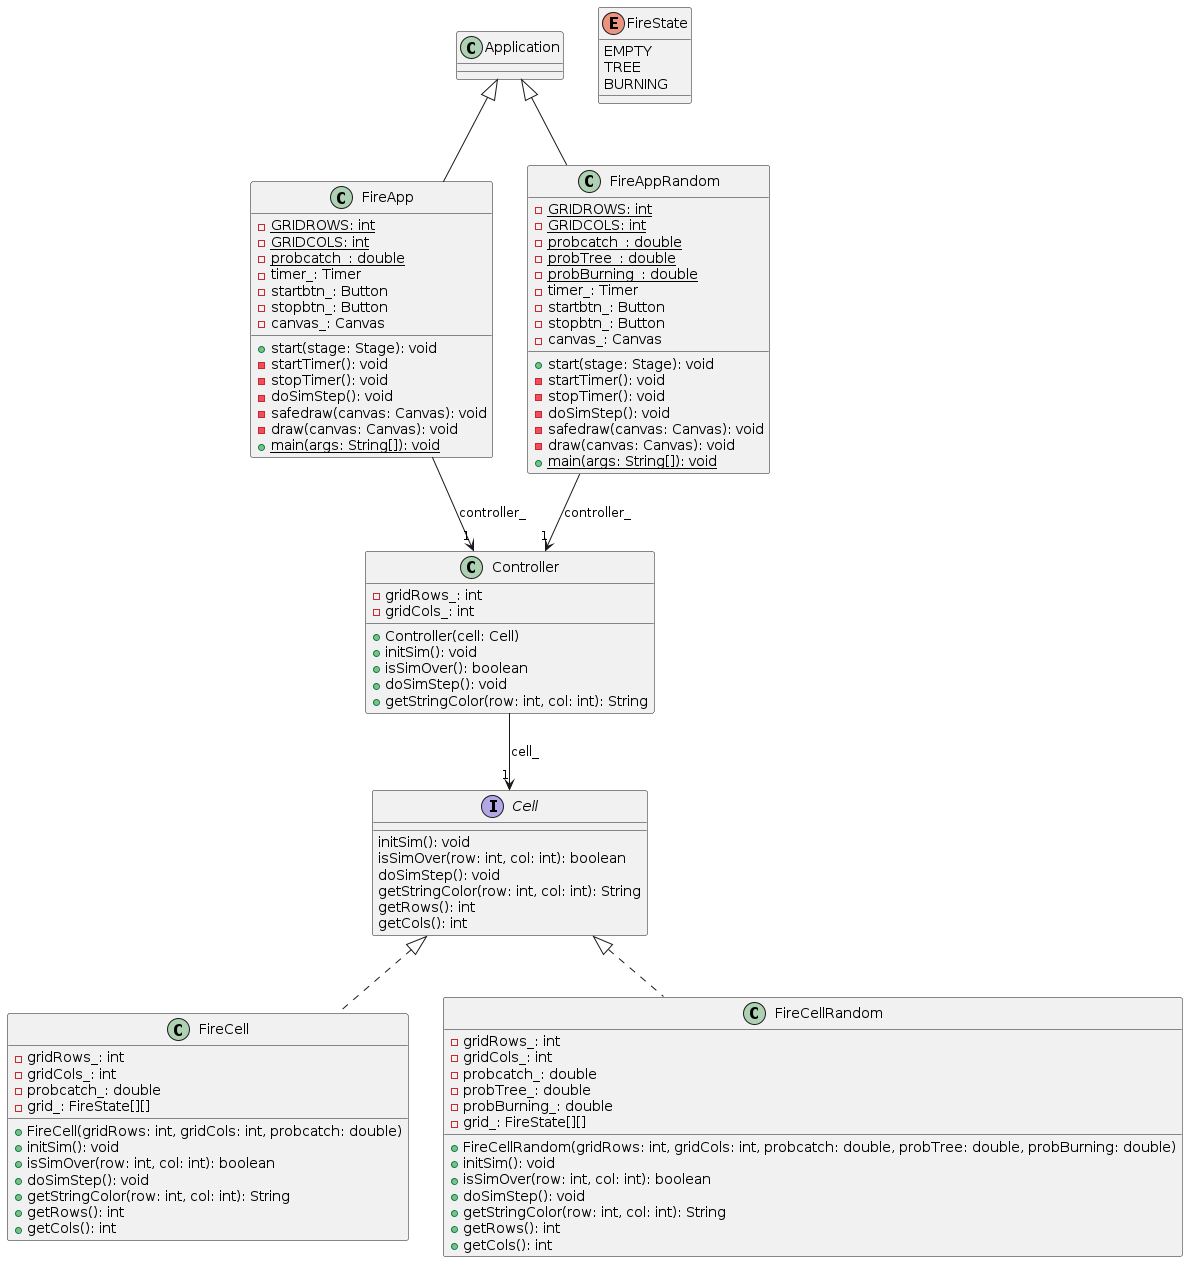 C Application
E FireState
EMPTY
TREE
BURNING
C FireApp
GRIDROWS: int
GRIDCOLS: int
probcatch_: double
timer_: Timer
startbtn_: Button
stopbtn_: Button
canvas_: Canvas
start(stage: Stage): void
startTimer(): void
stopTimer(): void
doSimStep(): void
safedraw(canvas: Canvas): void
draw(canvas: Canvas): void
main(args: String[]): void
C FireAppRandom
GRIDROWS: int
GRIDCOLS: int
probcatch_: double
probTree_: double
probBurning_: double
timer_: Timer
startbtn_: Button
stopbtn_: Button
canvas_: Canvas
start(stage: Stage): void
startTimer(): void
stopTimer(): void
doSimStep(): void
safedraw(canvas: Canvas): void
draw(canvas: Canvas): void
main(args: String[]): void
controller_
1
controller_
1
C Controller
gridRows_: int
gridCols_: int
Controller(cell: Cell)
initSim(): void
isSimOver(): boolean
doSimStep(): void
getStringColor(row: int, col: int): String
cell_
1
I Cell
initSim(): void
isSimOver(row: int, col: int): boolean
doSimStep(): void
getStringColor(row: int, col: int): String
getRows(): int
getCols(): int
C FireCell
gridRows_: int
gridCols_: int
probcatch_: double
grid_: FireState[][]
FireCell(gridRows: int, gridCols: int, probcatch: double)
initSim(): void
isSimOver(row: int, col: int): boolean
doSimStep(): void
getStringColor(row: int, col: int): String
getRows(): int
getCols(): int
C FireCellRandom
gridRows_: int
gridCols_: int
probcatch_: double
probTree_: double
probBurning_: double
grid_: FireState[][]
FireCellRandom(gridRows: int, gridCols: int, probcatch: double, probTree: double, probBurning: double)
initSim(): void
isSimOver(row: int, col: int): boolean
doSimStep(): void
getStringColor(row: int, col: int): String
getRows(): int
getCols(): int